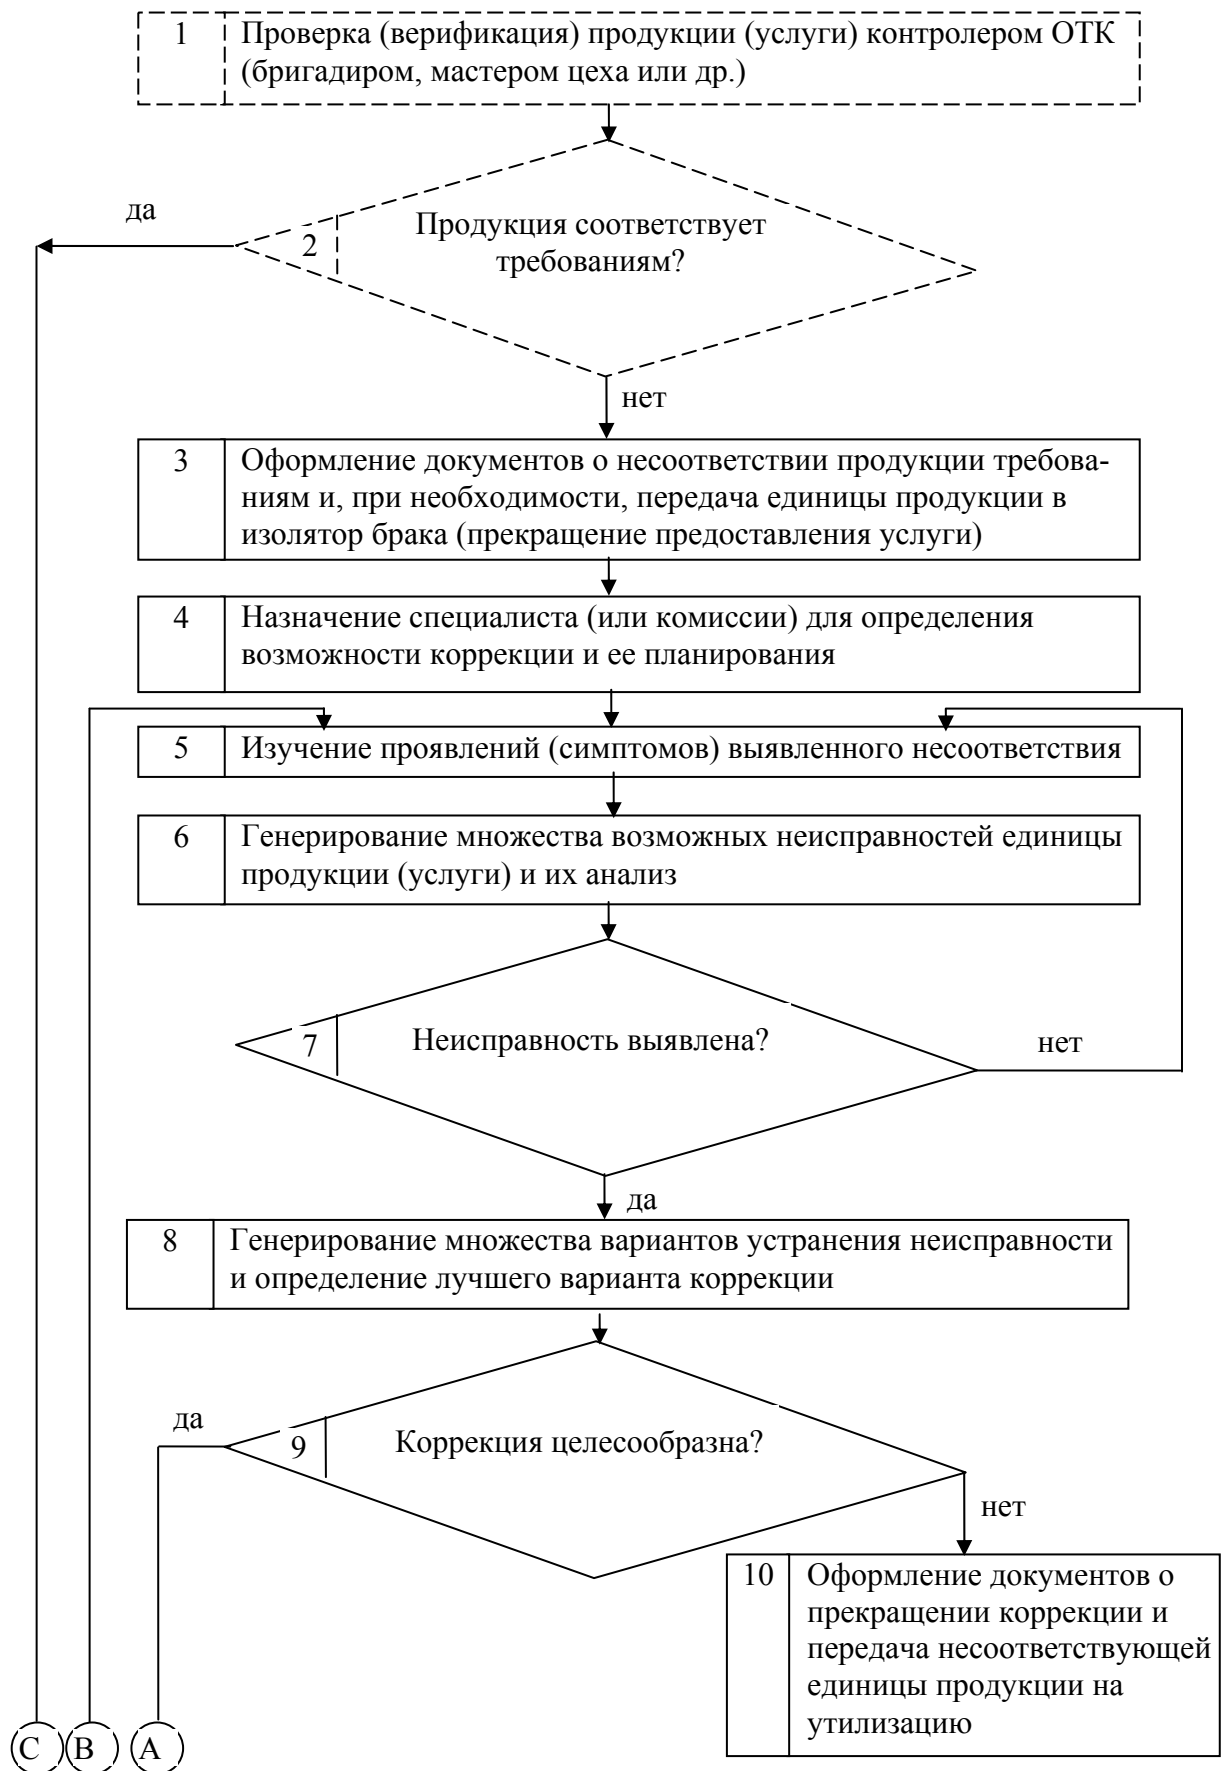 1 Проверка (верификация) продукции (услуги) контролером ОТК
(бригадиром, мастером цеха или др.)
да
2 Продукция соответствует
требованиям?
нет
3 Оформление документов о несоответствии продукции требова-
ниям и, при необходимости, передача единицы продукции в
изолятор брака (прекращение предоставления услуги)
4 Назначение специалиста (или комиссии) для определения
возможности коррекции и ее планирования
5 Изучение проявлений (симптомов) выявленного несоответствия
6 Генерирование множества возможных неисправностей единицы
продукции (услуги) и их анализ
7 Неисправность выявлена?
нет
да
8 Генерирование множества вариантов устранения неисправности
и определение лучшего варианта коррекции
да
9 Коррекция целесообразна?
нет
10 Оформление документов о
прекращении коррекции и
передача несоответствующей
единицы продукции на
утилизацию
С В А